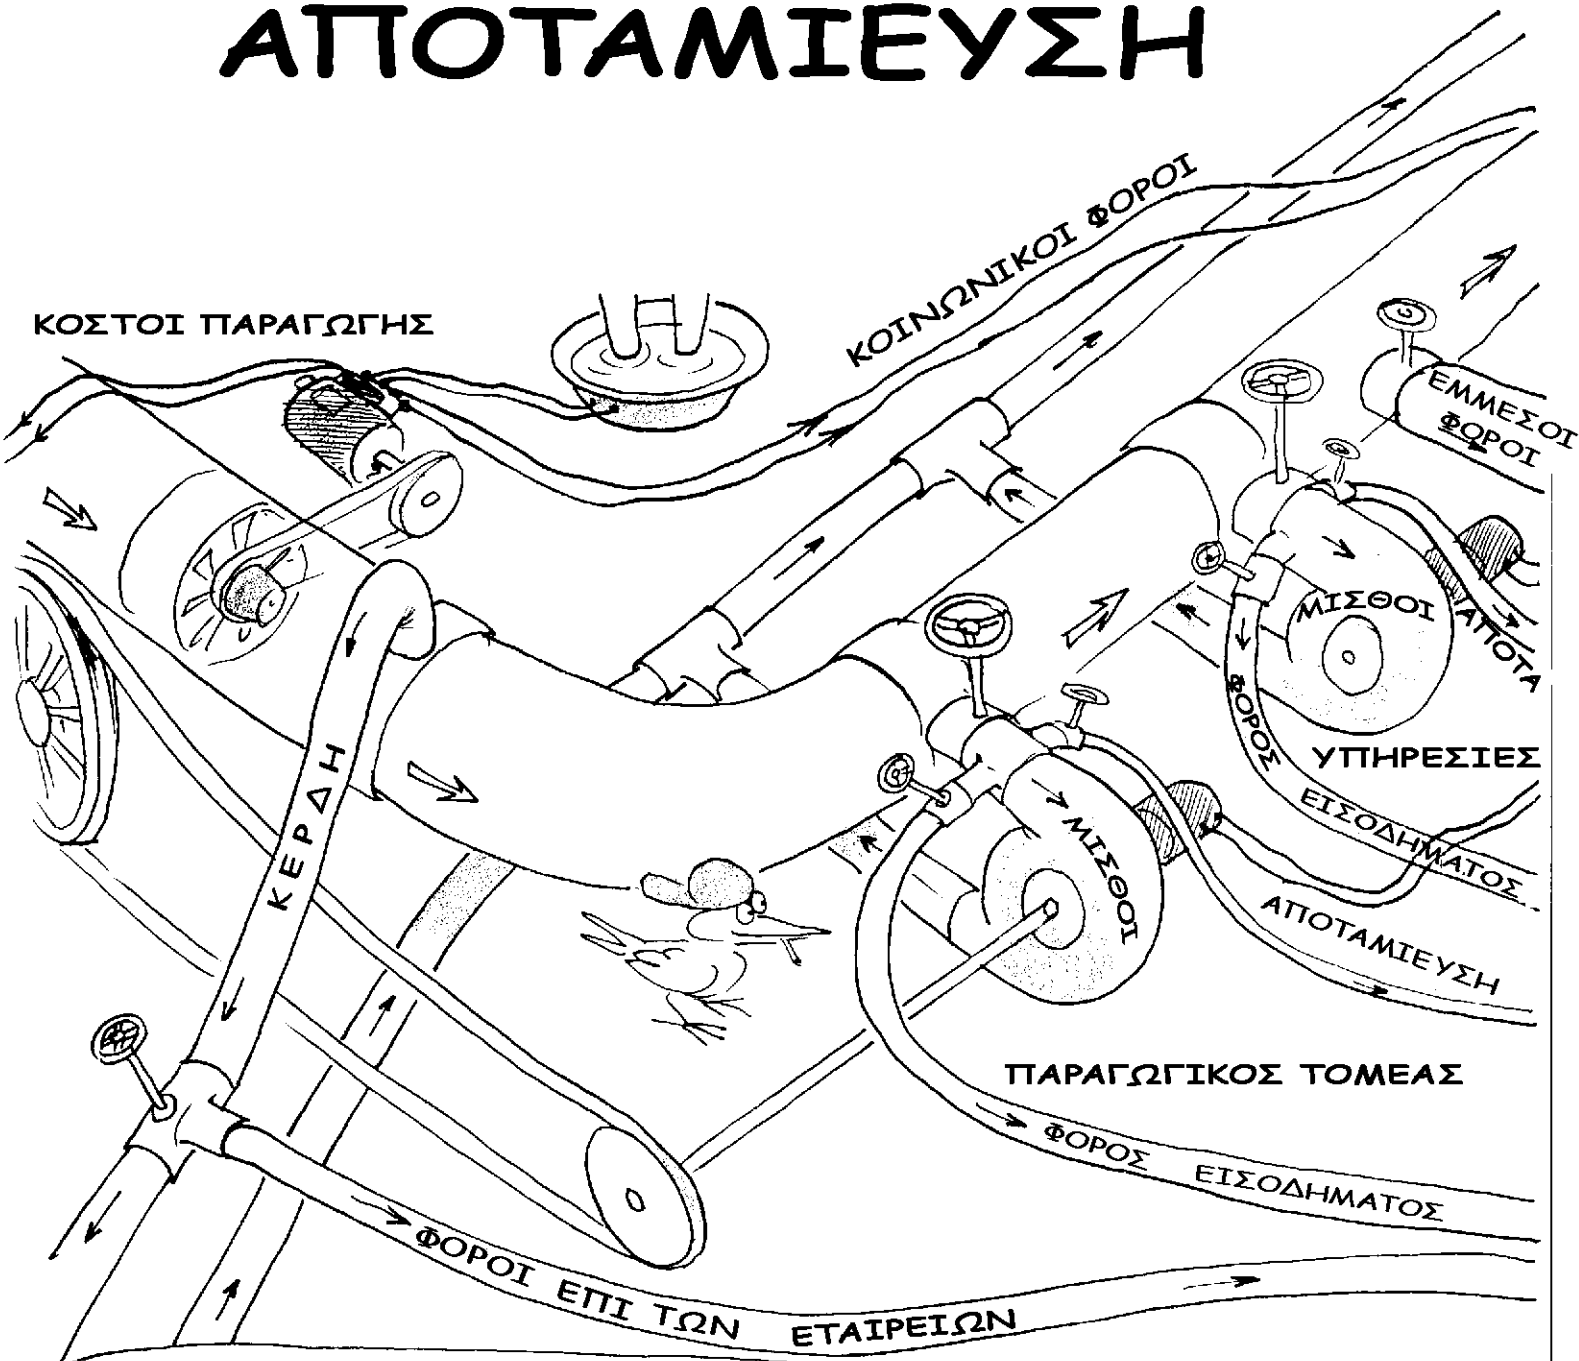 ΑΠΟΤΑΜΙΕΥΣΗ
ΚΟΙΝΩΝΙΚΟΙ ΦΟΡΟΙ
ΚΟΣΤΟΙ ΠΑΡΑΓΩΓΗΣ
ΕΜΜΕΣΟΙ
ΦΟΡΟΙ
ΜΙΣΘΟΙ
ΑΠΟΤΑ
ΦΟΡΟΣ
ΥΠΗΡΕΣΙΕΣ
ΕΙΣΟΔΗΜΑΤΟΣ
ΚΕΡΔΗ
ΜΙΣΘΟΙ
ΑΠΟΤΑΜΙΕΥΣΗ
ΠΑΡΑΓΩΓΙΚΟΣ ΤΟΜΕΑΣ
ΦΟΡΟΣ ΕΙΣΟΔΗΜΑΤΟΣ
ΦΟΡΟΙ ΕΠΙ ΤΩΝ ΕΤΑΙΡΕΙΩΝ